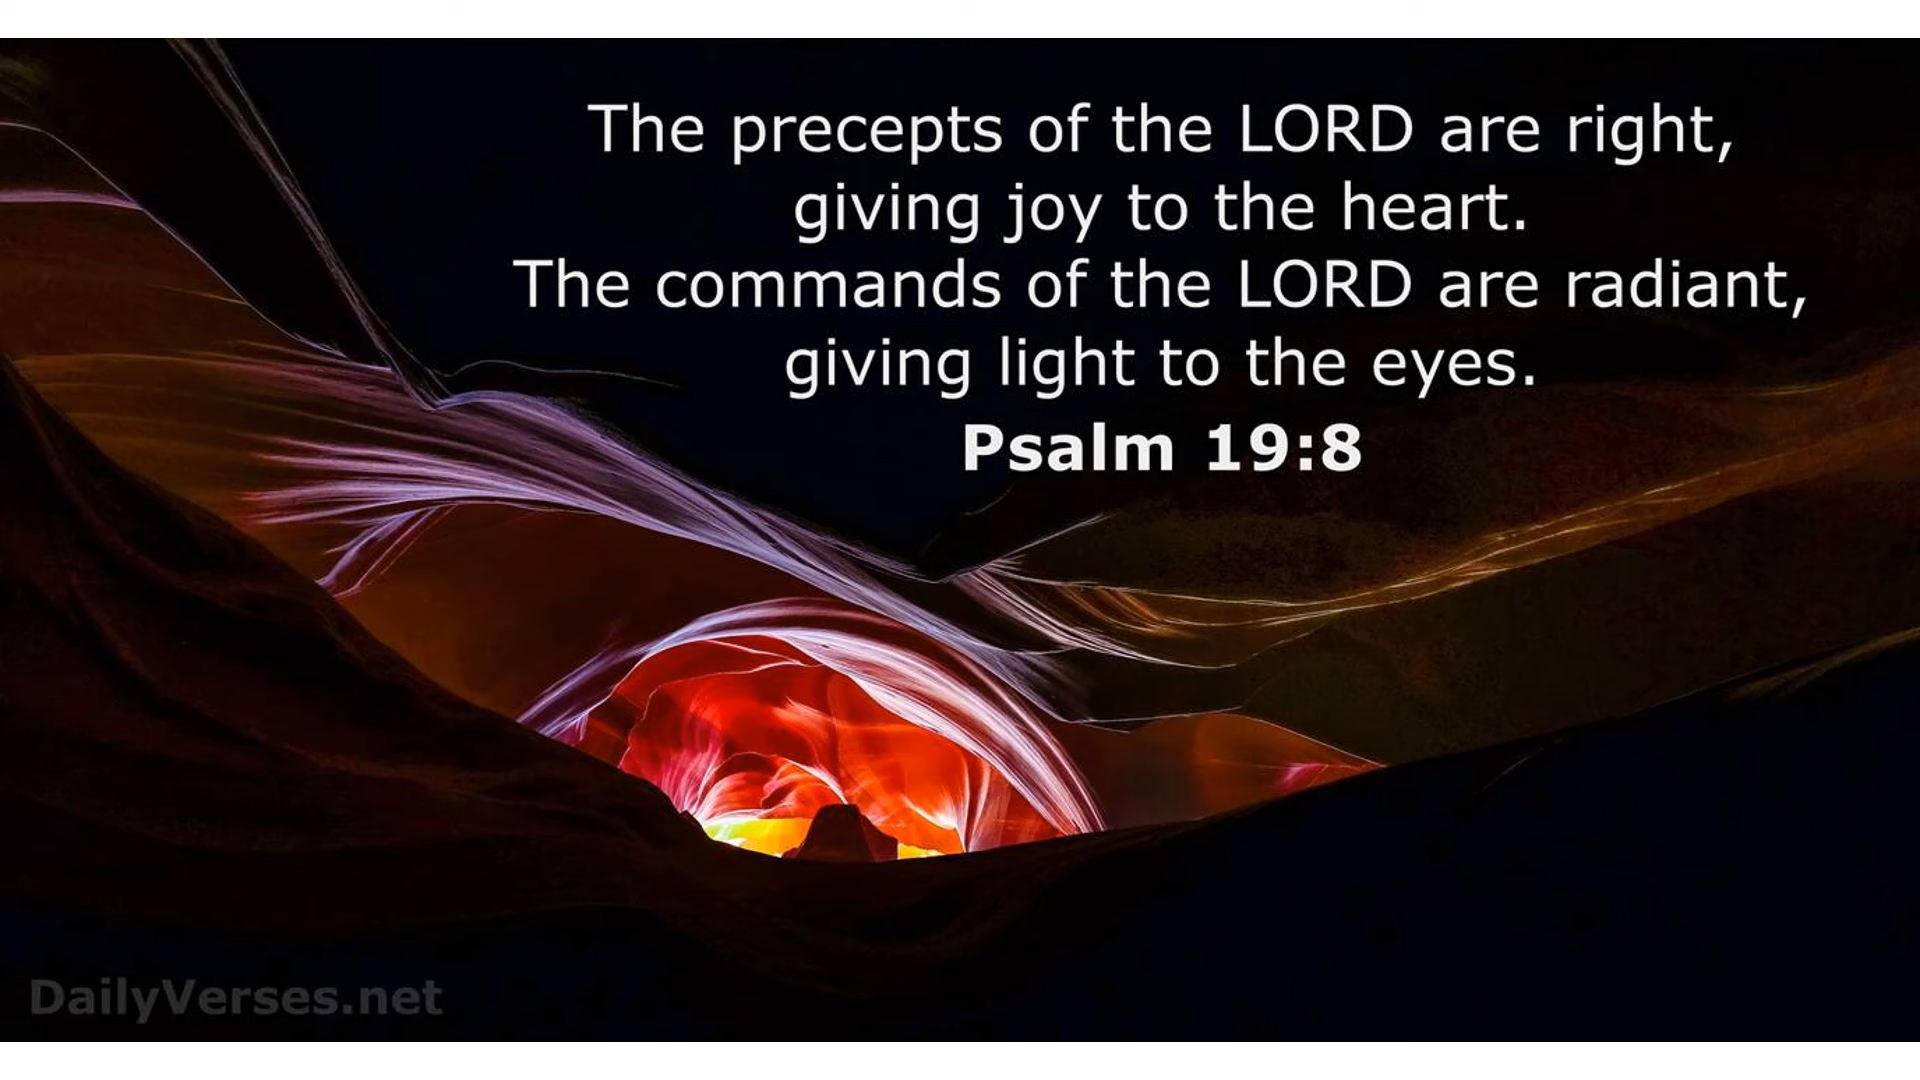 The precepts of the LORD are right,
giving joy to the heart.
The commands of the LORD are radiant,
giving light to the eyes.
Psalm 19:8
DailyVerses.net